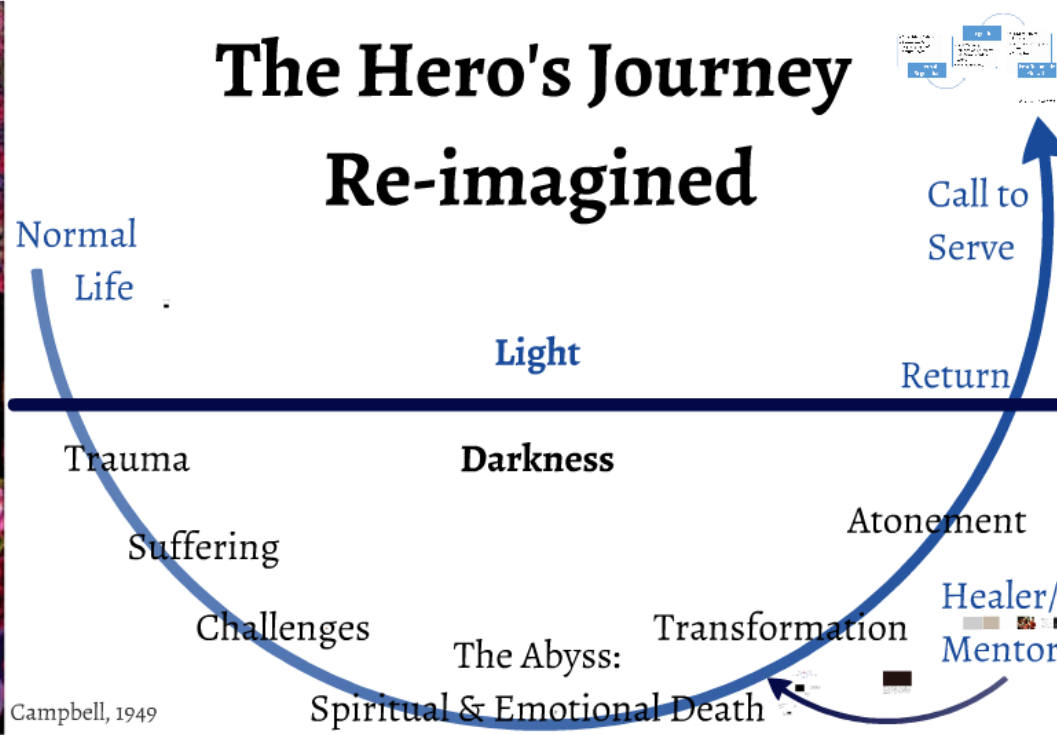 The Hero's Journey
Re-imagined
Normal
Life
Call to
Serve
Light
Return
Trauma
Darkness
Suffering
Atonement
Challenges
Transformation
Healer/
Mentor
The Abyss:
Spiritual & Emotional Death
Campbell, 1949